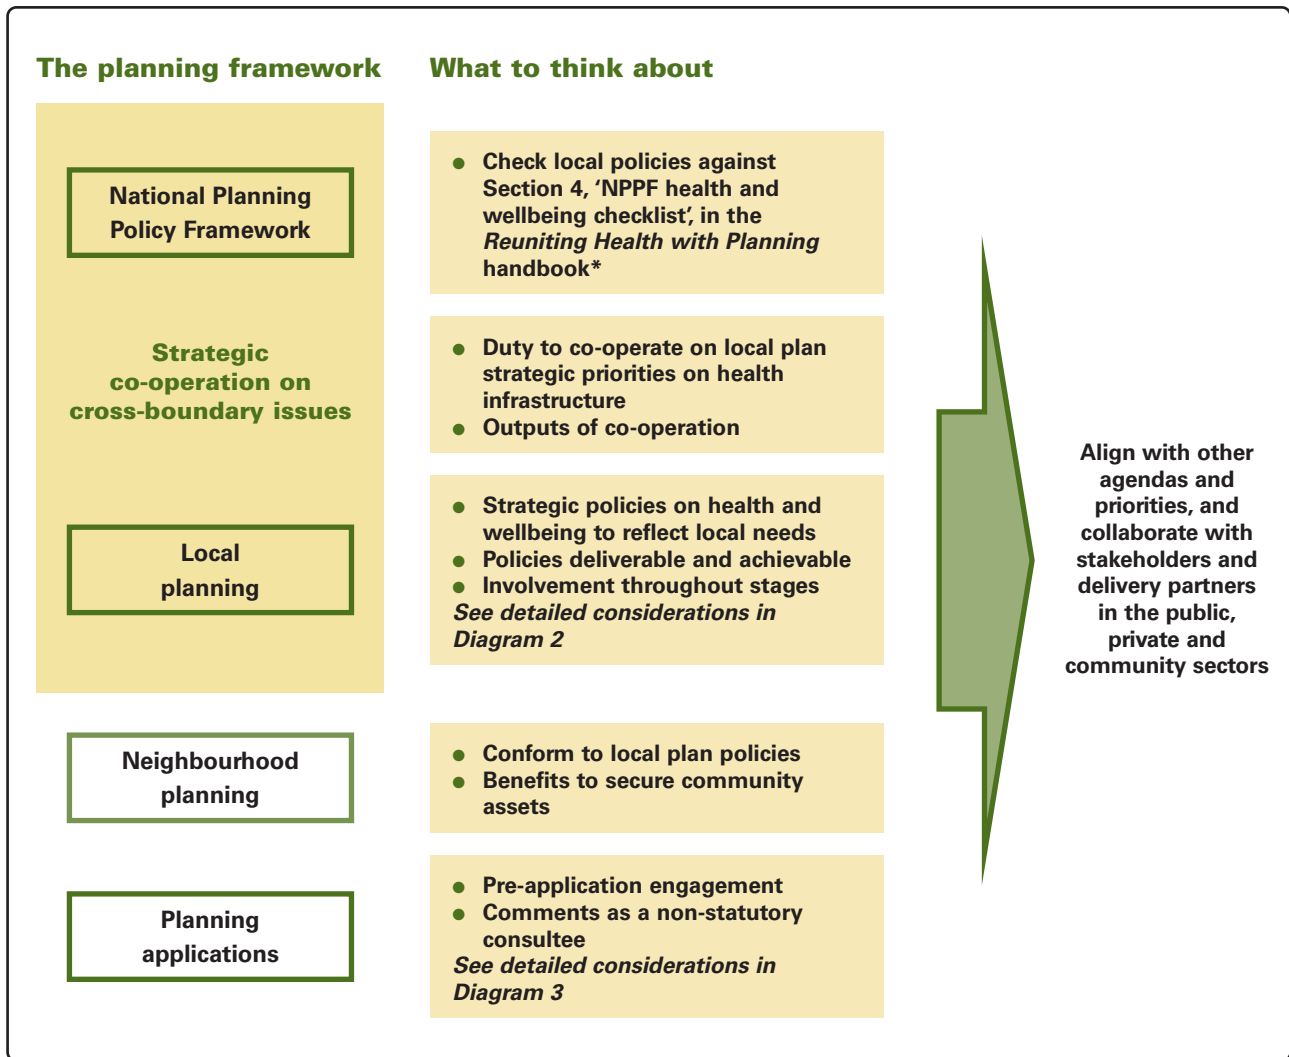 The planning framework
What to think about
National Planning
Policy Framework
● Check local policies against
Section 4, ‘NPPF health and
wellbeing checklist’, in the
Reuniting Health with Planning
handbook*
Strategic
co-operation on
cross-boundary issues
● Duty to co-operate on local plan
strategic priorities on health
infrastructure
● Outputs of co-operation
Local
planning
● Strategic policies on health and
wellbeing to reflect local needs
● Policies deliverable and achievable
● Involvement throughout stages
See detailed considerations in
Diagram 2
Neighbourhood
planning
● Conform to local plan policies
● Benefits to secure community
assets
Planning
applications
● Pre-application engagement
● Comments as a non-statutory
consultee
See detailed considerations in
Diagram 3
Align with other
agendas and
priorities, and
collaborate with
stakeholders and
delivery partners
in the public,
private and
community sectors